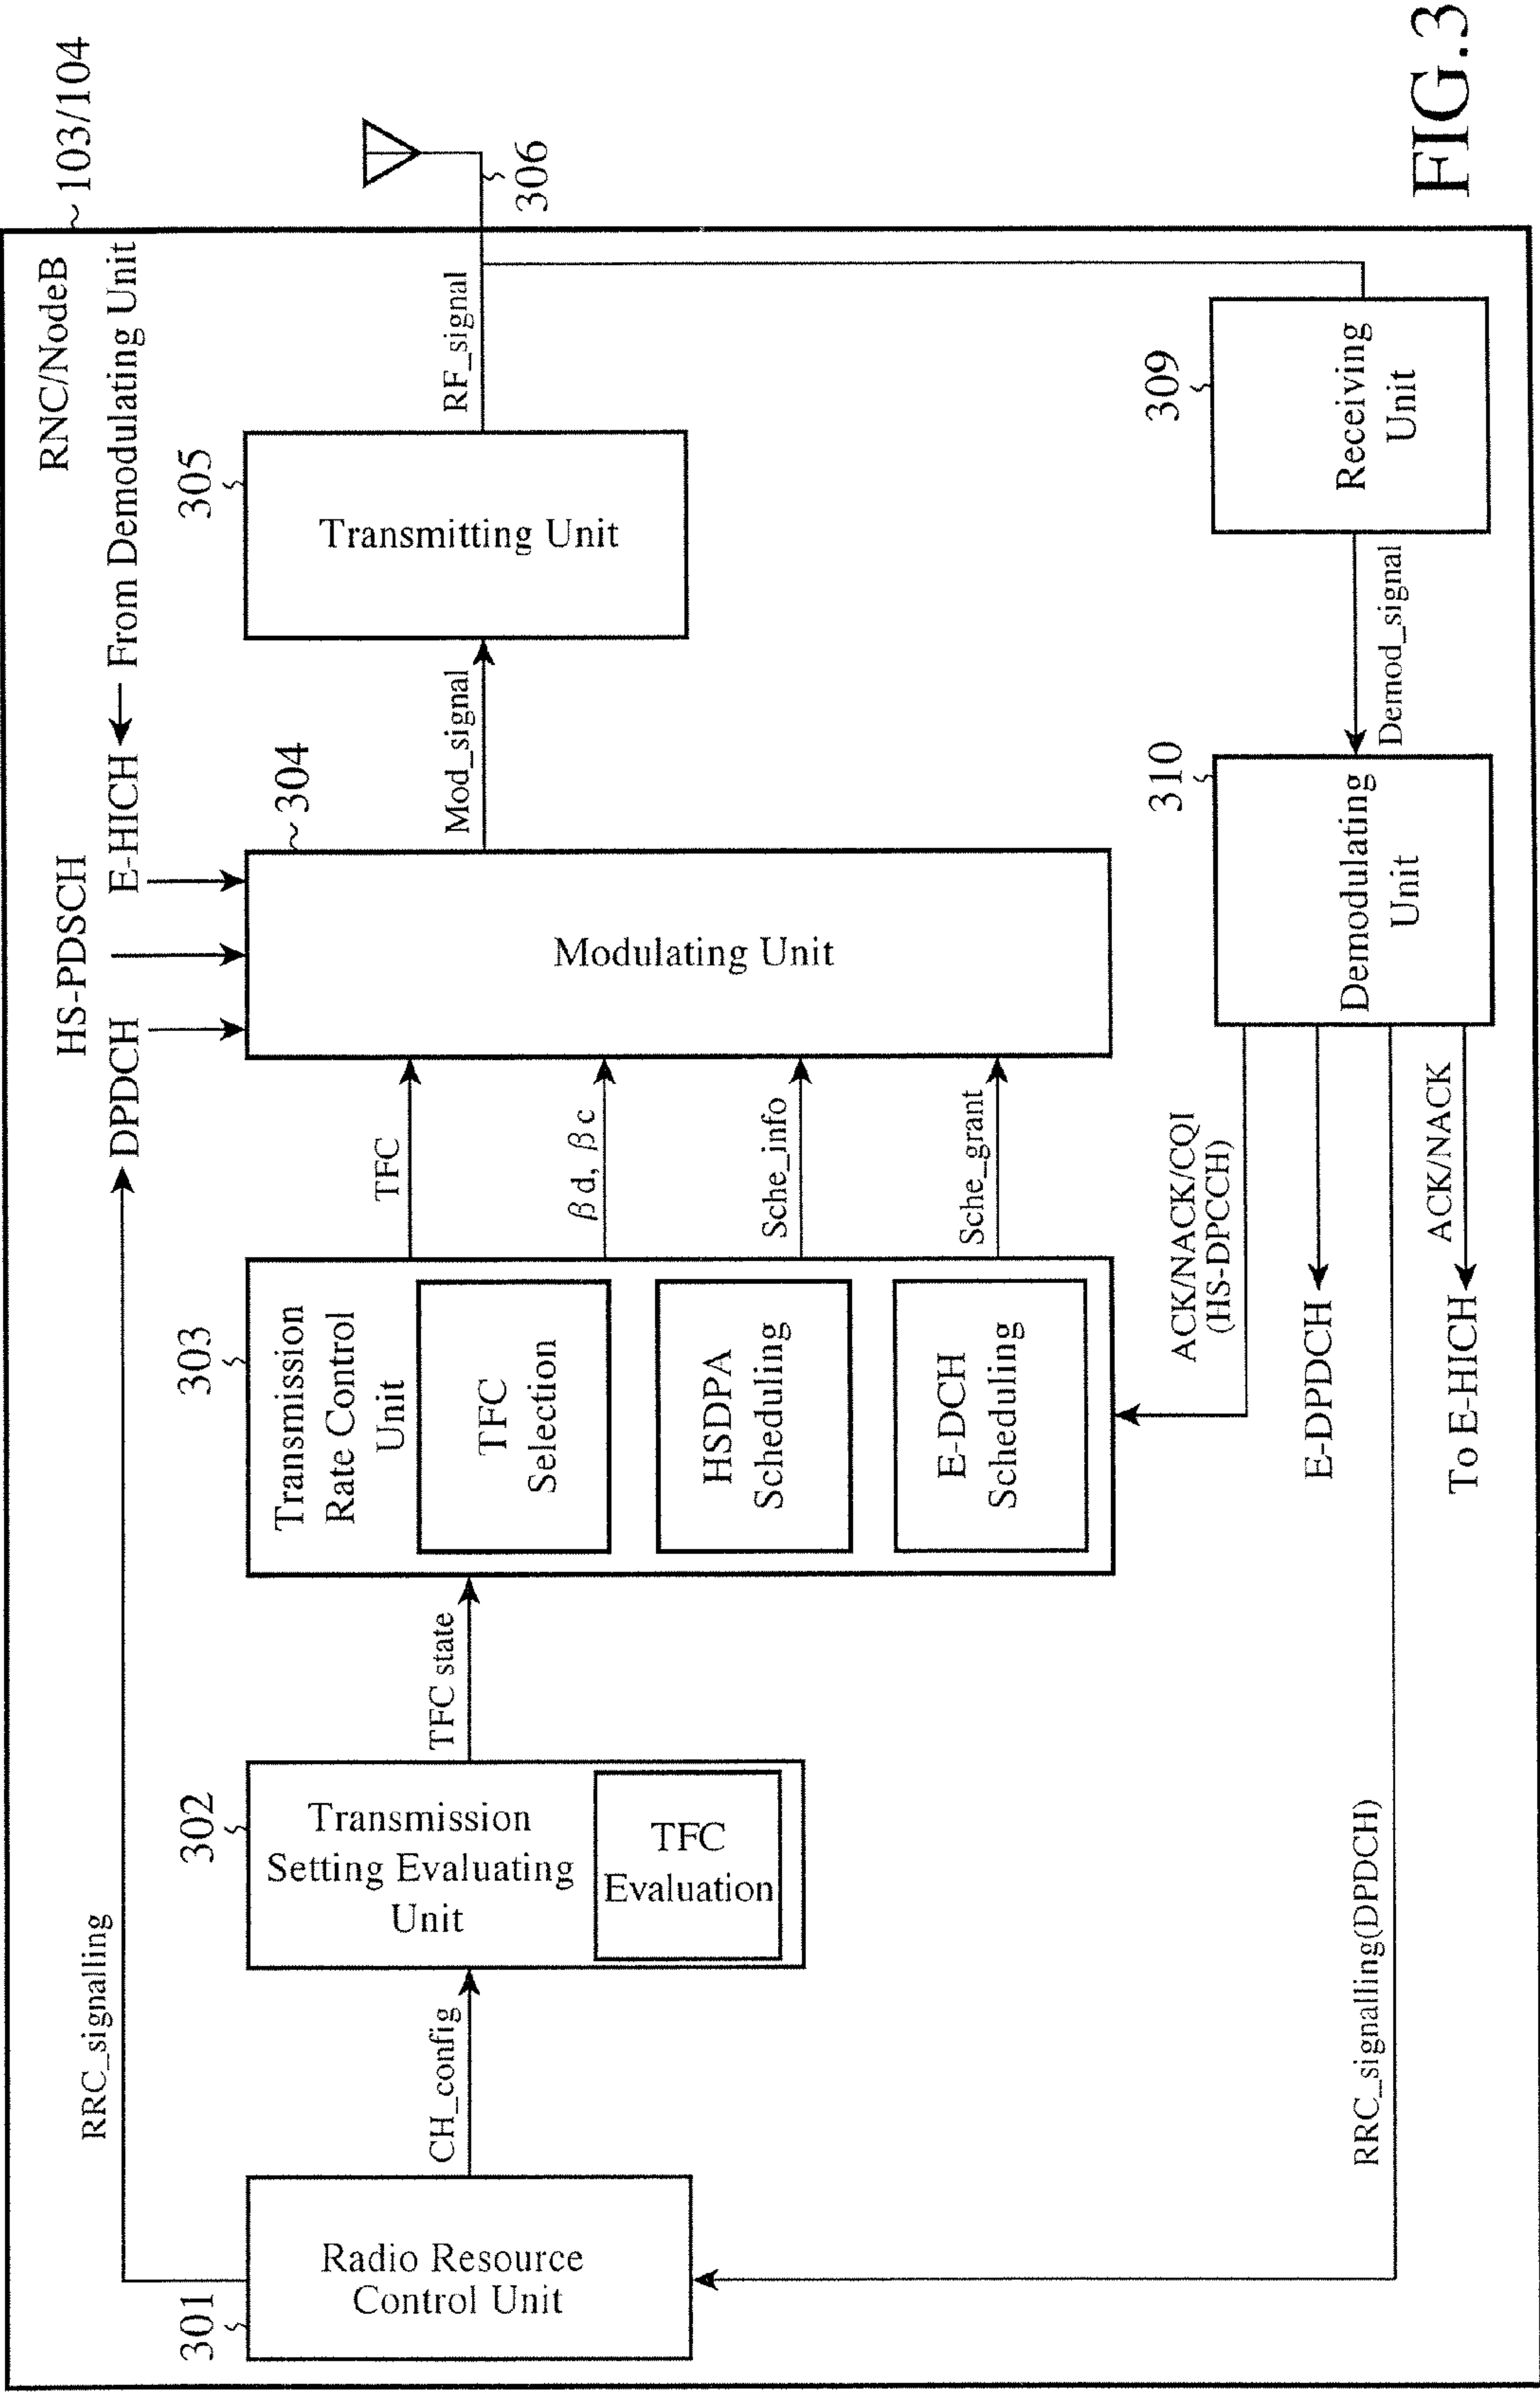 RNC/NodeB
103/104
RRC_signalling
HS-PDSCH
DPDCH
E-HICH
From Demodulating Unit
301
Radio Resource
Control Unit
CH_config
302
Transmission
Setting Evaluating
Unit
TFC
Evaluation
TFC state
303
Transmission
Rate Control
Unit
TFC
Selection
HSDPA
Scheduling
E-DCH
Scheduling
TFC
βd, βc
Sche_info
Sche_grant
304
Modulating Unit
Mod_signal
305
Transmitting Unit
RF_signal
306
ACK/NACK/CQI
(HS-DPCCH)
310
Demodulating
Unit
Demod_signal
309
Receiving
Unit
E-DPDCH
RRC_signalling(DPDCH)
ACK/NACK
To E-HICH
FIG.3